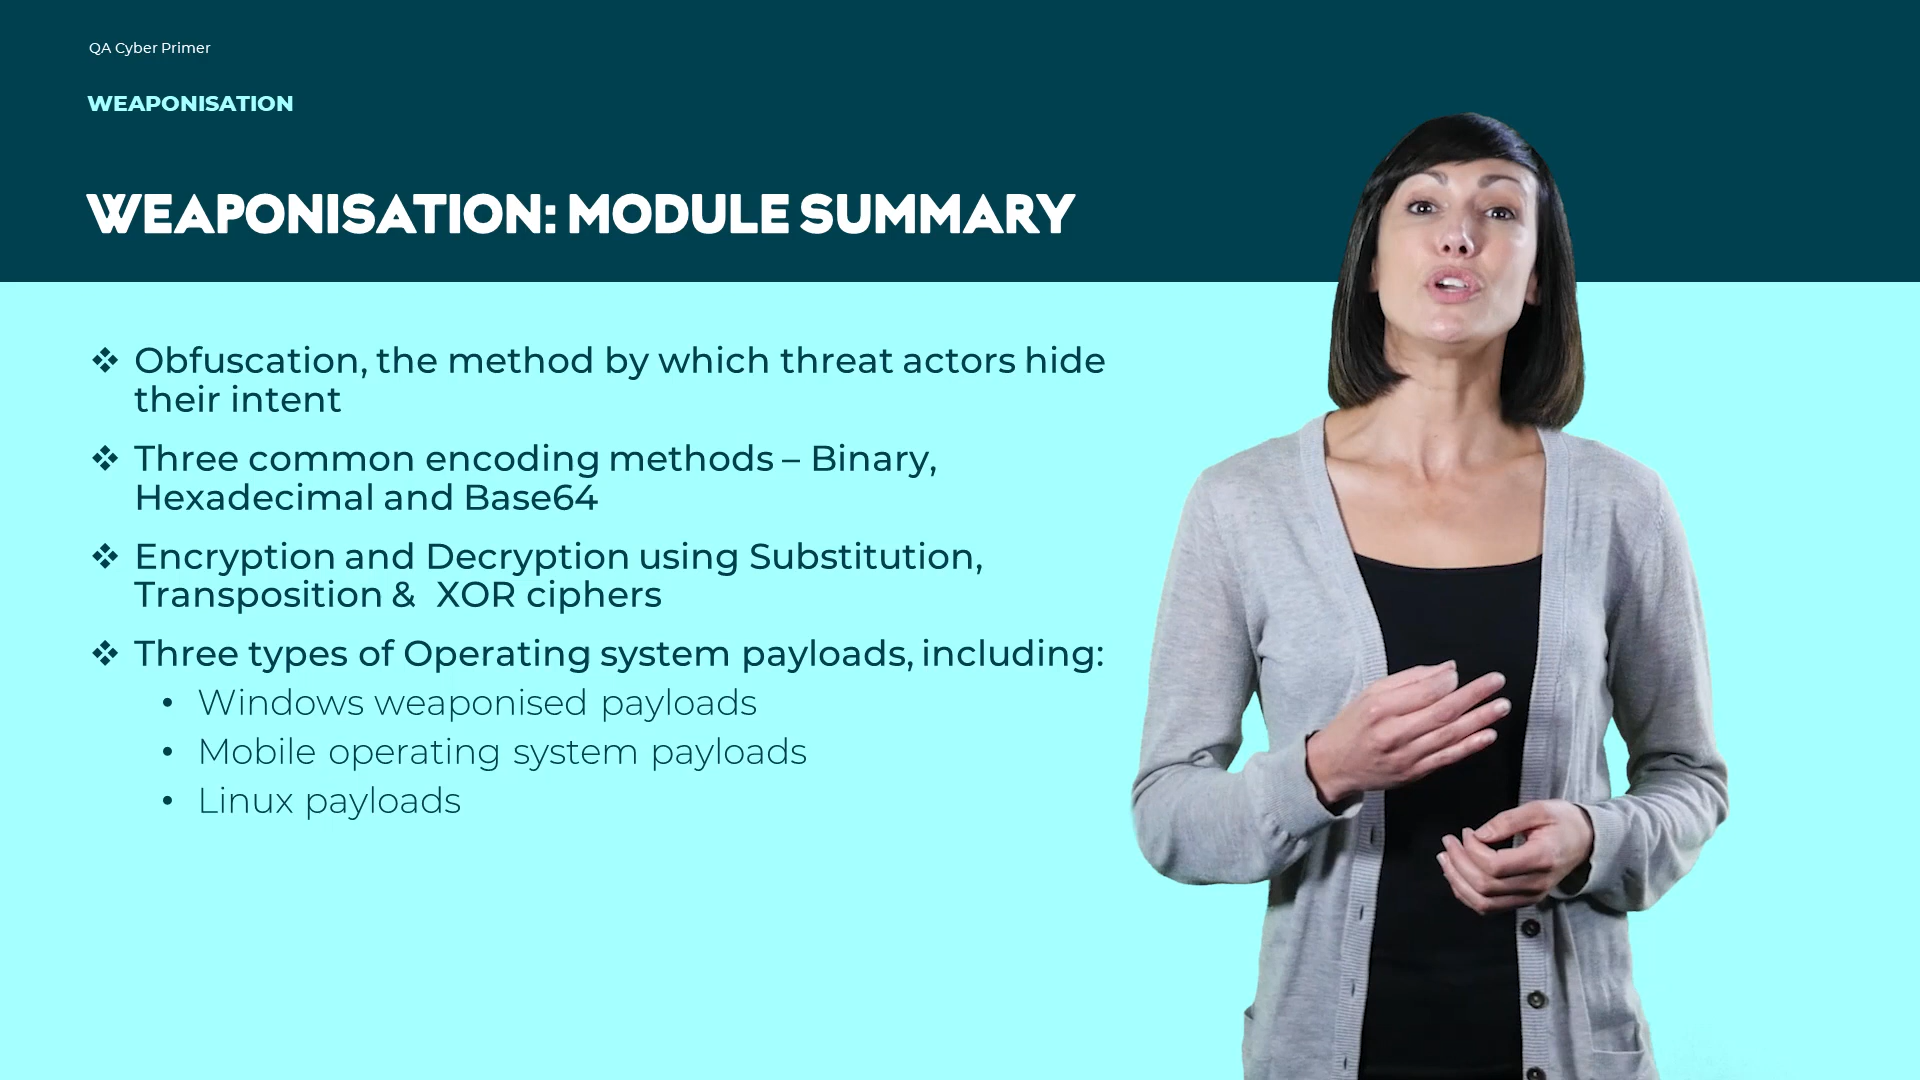 QA Cyber Primer
WEAPONISATION
WEAPONISATION: MODULE SUMMARY
❖ Obfuscation, the method by which threat actors hide
their intent
❖ Three common encoding methods – Binary,
Hexadecimal and Base64
❖ Encryption and Decryption using Substitution,
Transposition &  XOR ciphers
❖ Three types of Operating system payloads, including:
• Windows weaponised payloads
• Mobile operating system payloads
• Linux payloads